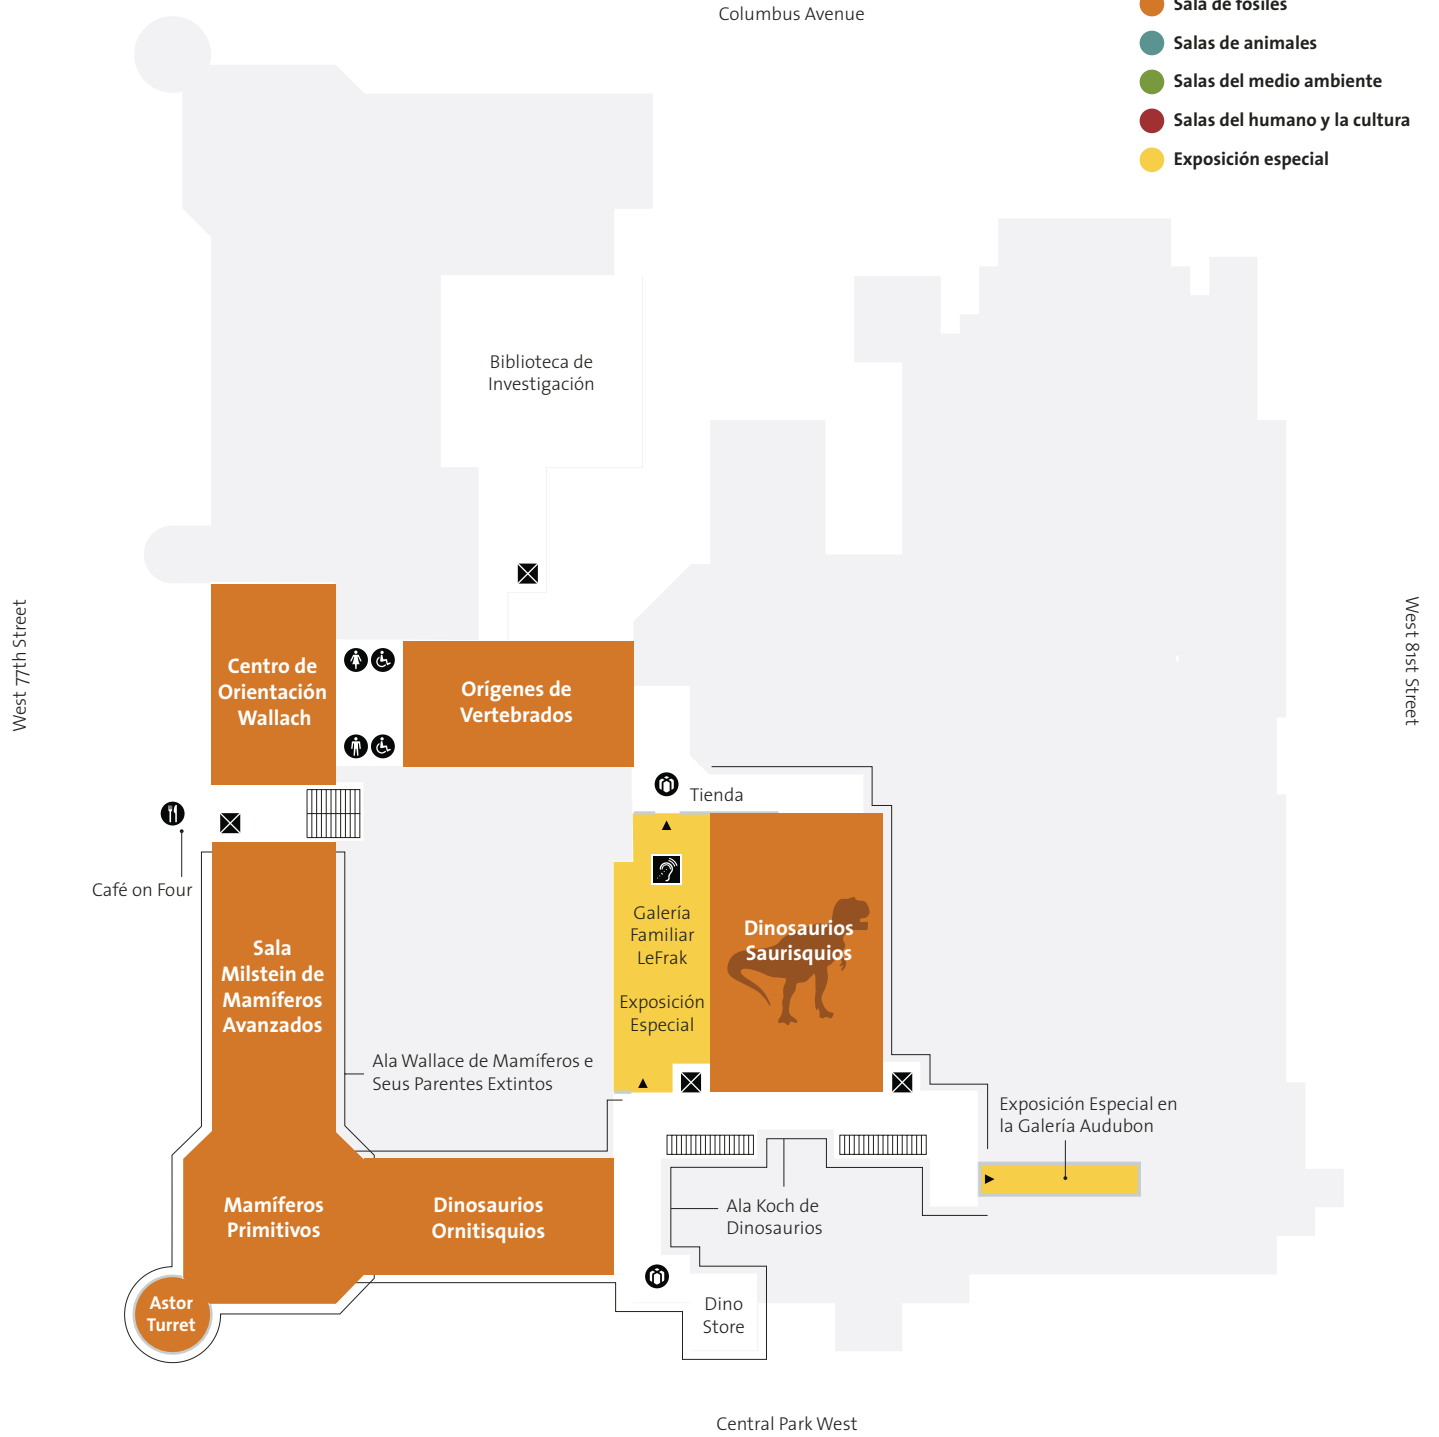 Columbus Avenue
Sala de fósiles
Salas de animales
Salas del medio ambiente
Salas del humano y la cultura
Exposición especial
Biblioteca de
Investigación
West 77th Street
West 81st Street
Centro de
Orientación
Wallach
Orígenes de
Vertebrados
Tienda
Café on Four
Galería
Familiar
LeFrak
Exposición
Especial
Dinosaurios
Saurisquios
Sala
Milstein de
Mamíferos
Avanzados
Ala Wallace de Mamíferos e
Seus Parentes Extintos
Exposición Especial en
la Galería Audubon
Mamíferos
Primitivos
Dinosaurios
Ornitisquios
Ala Koch de
Dinosaurios
Astor
Turret
Dino
Store
Central Park West